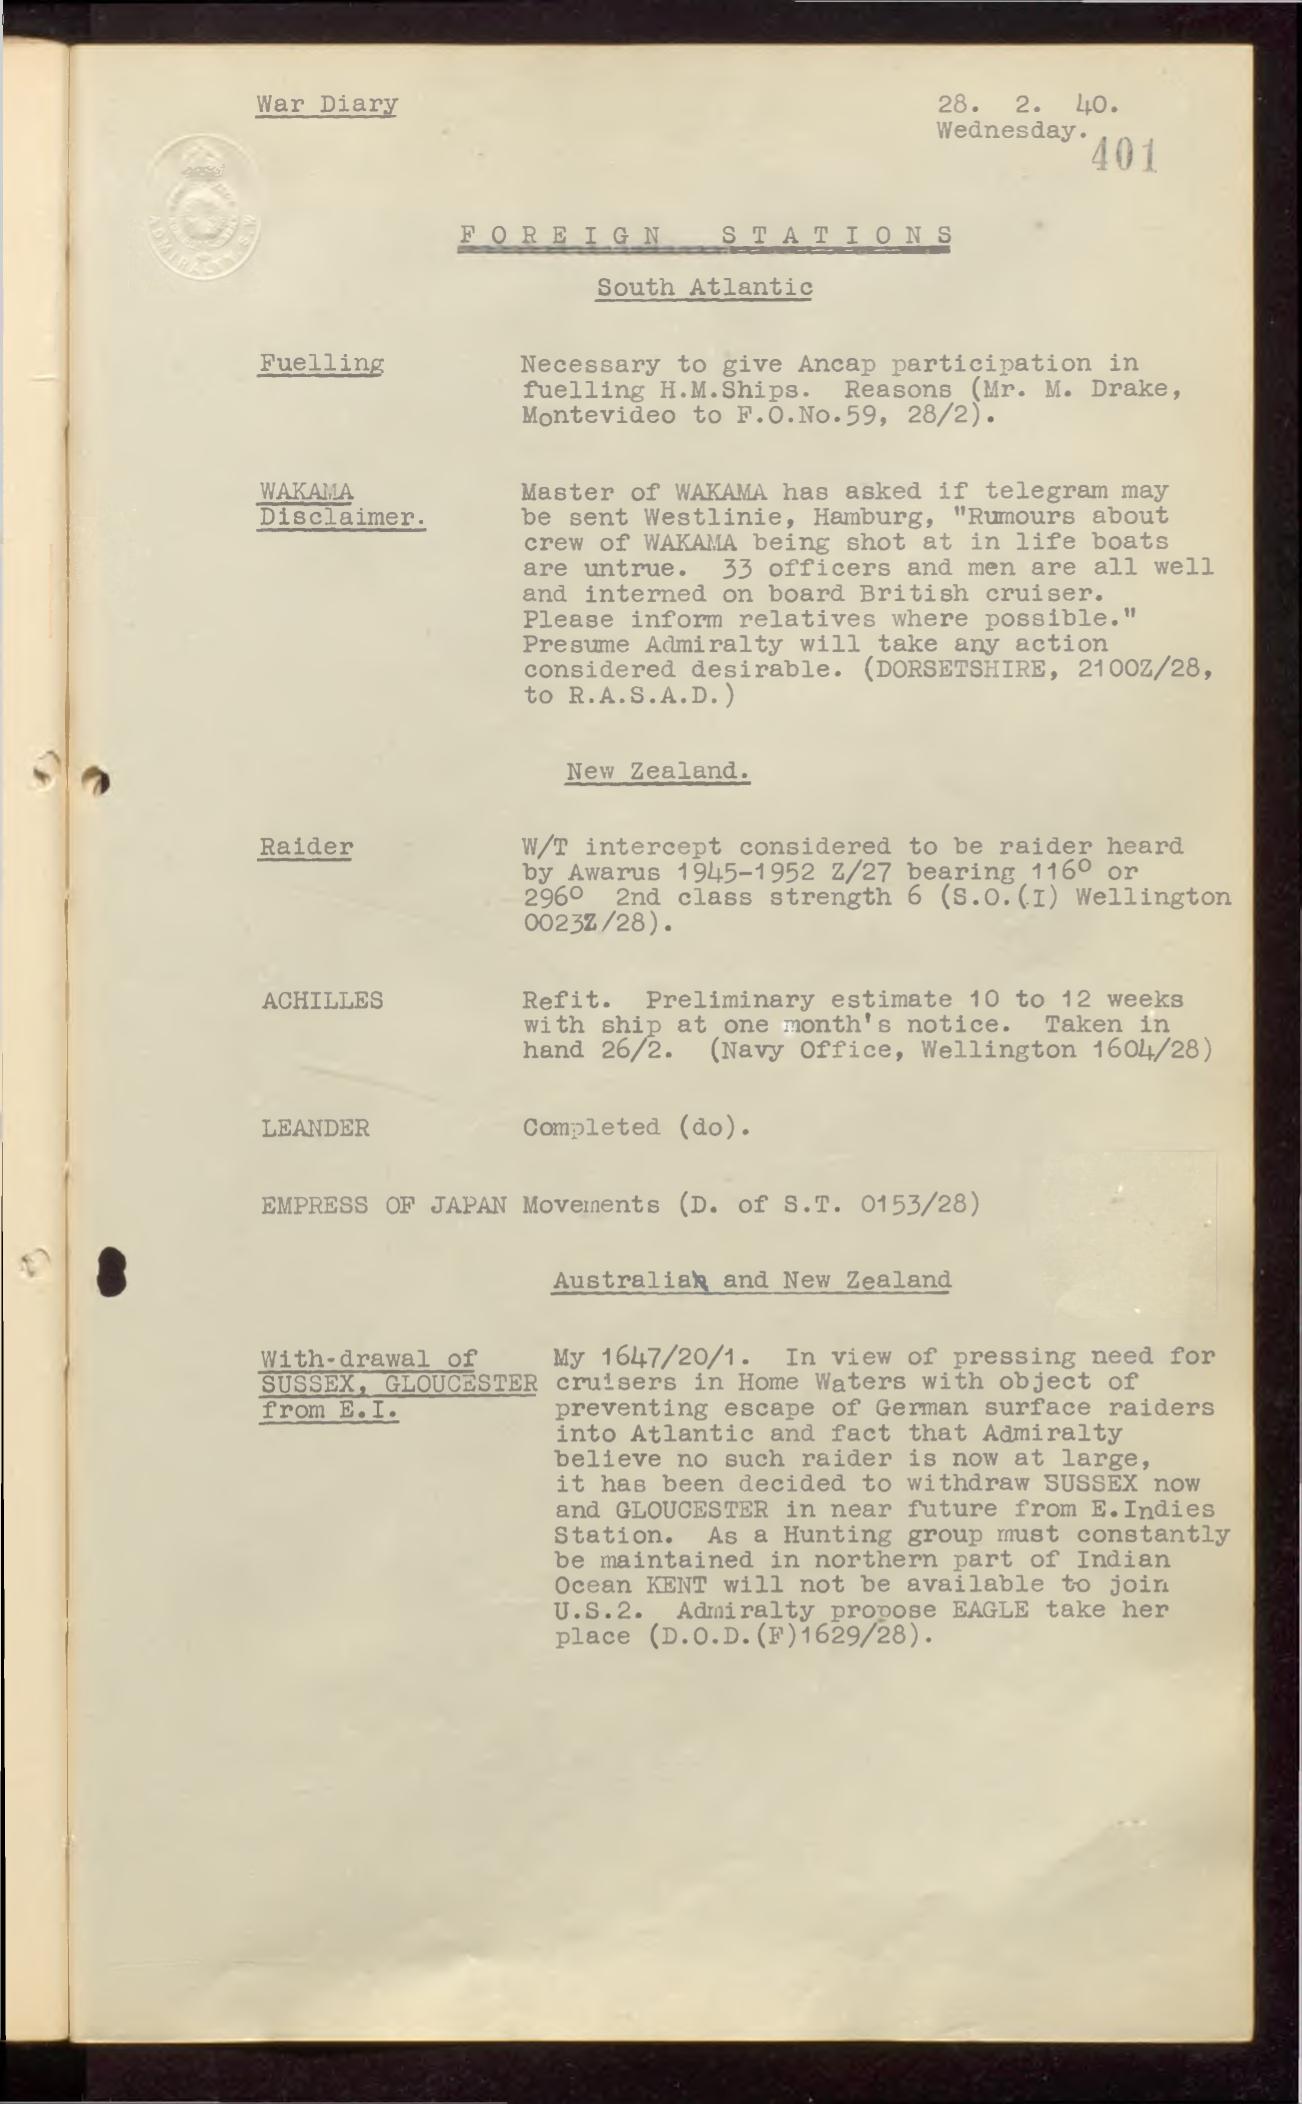 War Diary
28. 2. 40.
Wednesday.
401
ADMIRALTY.S.W
FOREIGN STATIONS
South Atlantic
Fuelling
Necessary to give Ancap participation in
fuelling H.M.Ships. Reasons (Mr. M. Drake,
Montevideo to F.O.No.59, 28/2).
WAKAMA
Disclaimer.
Master of WAKAMA has asked if telegram may
be sent Westlinie, Hamburg, "Rumours about
crew of WAKAMA being shot at in life boats
are untrue. 33 officers and men are all well
and interned on board British cruiser.
Please inform relatives where possible."
Presume Admiralty will take any action
considered desirable. (DORSETSHIRE, 2100Z/28,
to R.A.S.A.D.)
New Zealand.
Raider
W/T intercept considered to be raider heard
by Awarus 1945-1952 Z/27 bearing 116° or
296° 2nd class strength 6 (S.O.(I) Wellington
0023Z/28).
ACHILLES
Refit. Preliminary estimate 10 to 12 weeks
with ship at one month's notice. Taken in
hand 26/2. (Navy Office, Wellington 1604/28)
LEANDER
Completed (do).
EMPRESS OF JAPAN Movements (D. of S.T. 0153/28)
Australia and New Zealand
With-drawal of
SUSSEX, GLOUCESTER
from E.I.
My 1647/20/1. In view of pressing need for
cruisers in Home Waters with object of
preventing escape of German surface raiders
into Atlantic and fact that Admiralty
believe no such raider is now at large,
it has been decided to withdraw SUSSEX now
and GLOUCESTER in near future from E.Indies
Station. As a Hunting group must constantly
be maintained in northern part of Indian
Ocean KENT will not be available to join
U.S.2. Admiralty propose EAGLE take her
place (D.O.D.(F)1629/28).